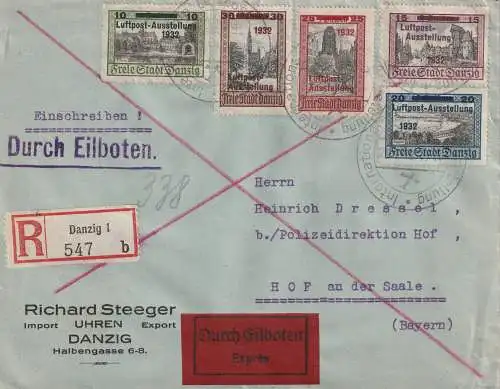 10 10
Luftpost-Ausstellung
1932
Freie Stadt Danzig
30 30
1932
Luftpost-Ausstellung
Freie Stadt Danzig
25 25
1932
Luftpost-Ausstellung
Freie Stadt Danzig
15 15
Luftpost-Ausstellung
1932
Freie Stadt Danzig
20 20
Luftpost-Ausstellung
1932
Freie Stadt Danzig
Einschreiben !
Durch Eilboten.
338
R
Danzig 1
547 b
Herrn
Heinrich Dressel ,
b./Polizeidirektion Hof ,
HOF an der Saale.
(Bayern)
Richard Steeger
Import UHREN Export
DANZIG
Halbengasse 6-8.
Durch Eilboten
Exprès